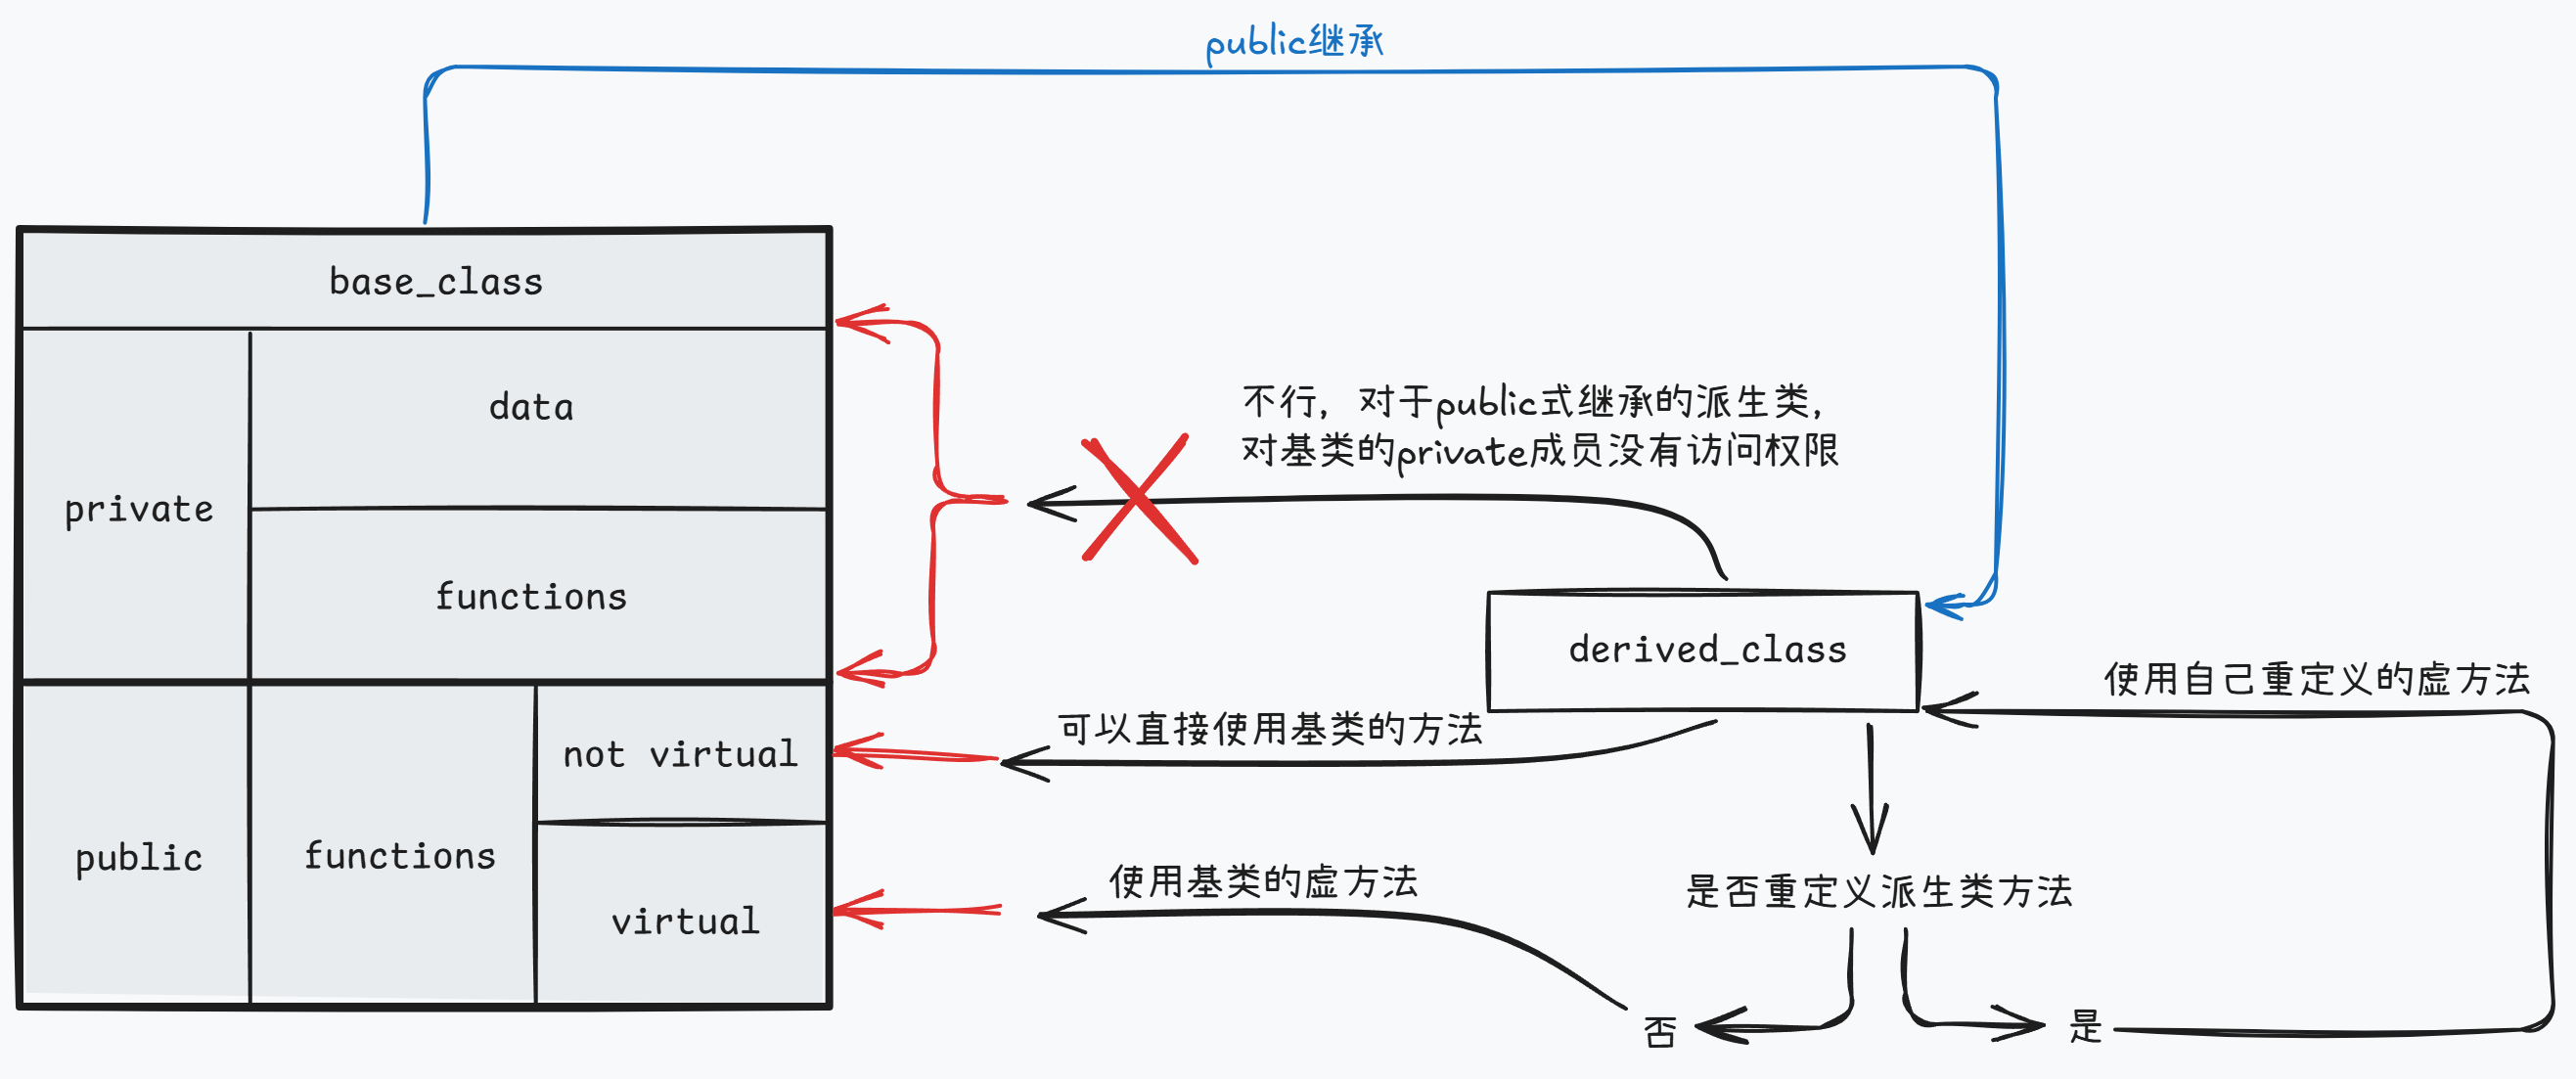 public继承
base_class
private
data
functions
public
functions
not virtual
virtual
不行，对于public式继承的派生类，
对基类的private成员没有访问权限
derived_class
可以直接使用基类的方法
使用自己重定义的虚方法
使用基类的虚方法
是否重定义派生类方法
否
是